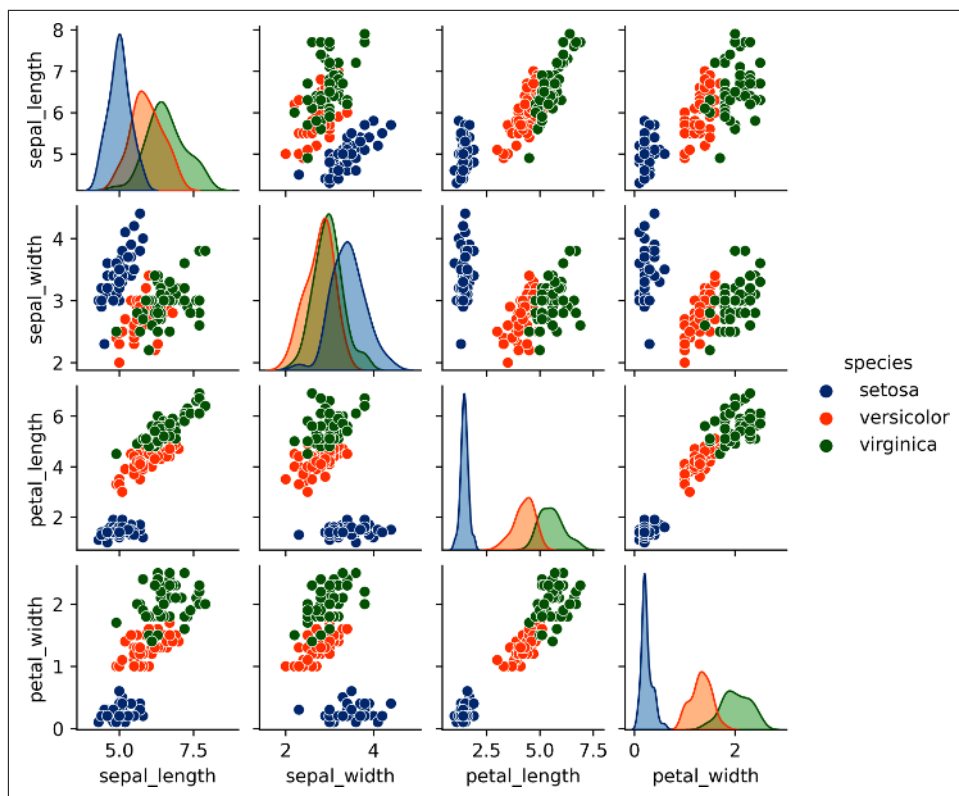 8
7
6
5
sepal_length
4
3
2
sepal_width
6
4
2
petal_length
2
1
0
petal_width
5.0 7.5
sepal_length
2 4
sepal_width
2.5 5.0 7.5
petal_length
0 2
petal_width
species
setosa
versicolor
virginica